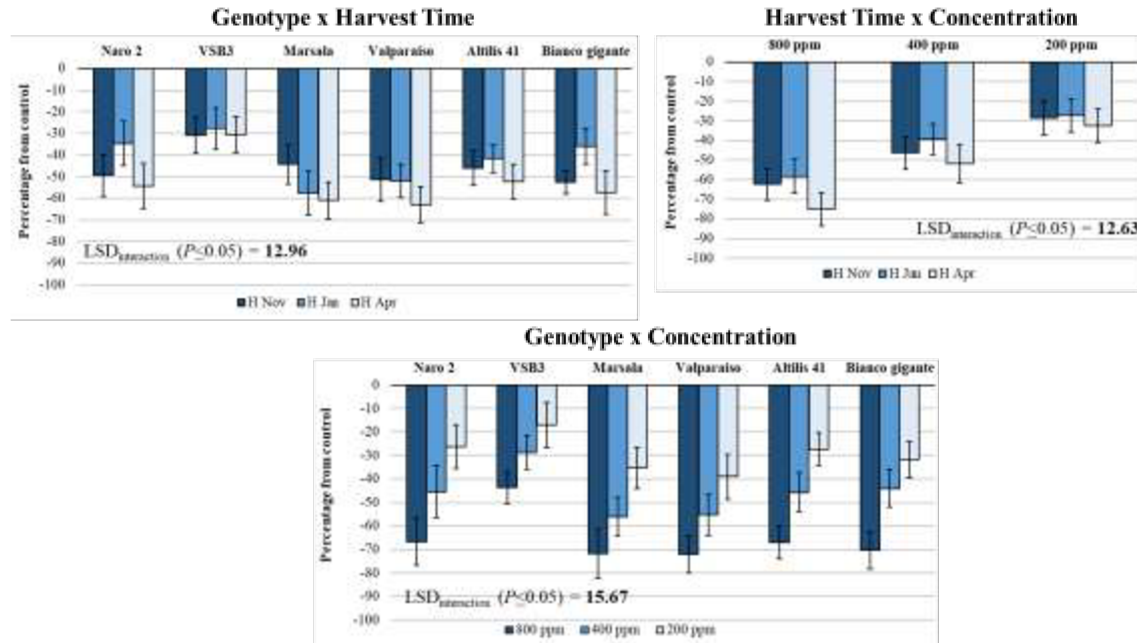 Genotype x Harvest Time
Naro 2 VSB3 Marsala Valparaiso Altilis 41 Bianco gigante
Percentage from control
0
-10
-20
-30
-40
-50
-60
-70
-80
-90
-100
LSDinteraction (P≤0.05) = 12.96
H Nov H Jan H Apr
Harvest Time x Concentration
800 ppm 400 ppm 200 ppm
Percentage from control
0
-10
-20
-30
-40
-50
-60
-70
-80
-90
-100
LSDinteraction (P≤0.05) = 12.63
H Nov H Jan H Apr
Genotype x Concentration
Naro 2 VSB3 Marsala Valparaiso Altilis 41 Bianco gigante
Percentage from control
0
-10
-20
-30
-40
-50
-60
-70
-80
-90
-100
LSDinteraction (P≤0.05) = 15.67
800 ppm 400 ppm 200 ppm